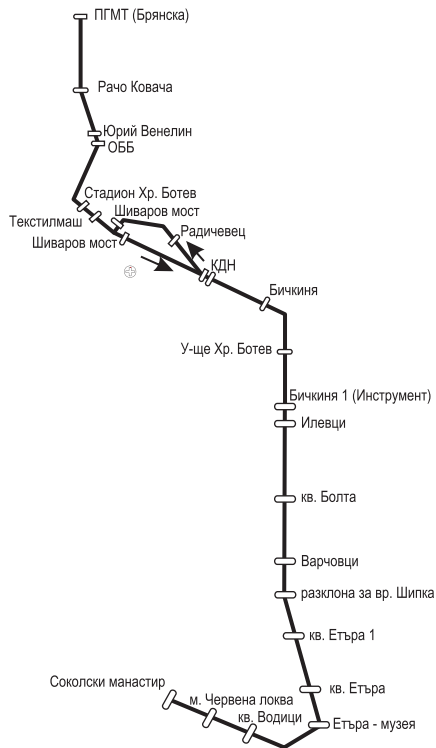 ПГМТ (Брянска)
Рачо Ковача
Юрий Венелин
ОББ
Стадион Хр. Ботев
Шиваров мост
Текстилмаш
Радичевец
Шиваров мост
КДН
Бичкиня
У-ще Хр. Ботев
Бичкиня 1 (Инструмент)
Илевци
кв. Болта
Варчовци
разклона за вр. Шипка
кв. Етъра 1
Соколски манастир
кв. Етъра
м. Червена локва
кв. Водици
Етъра - музея